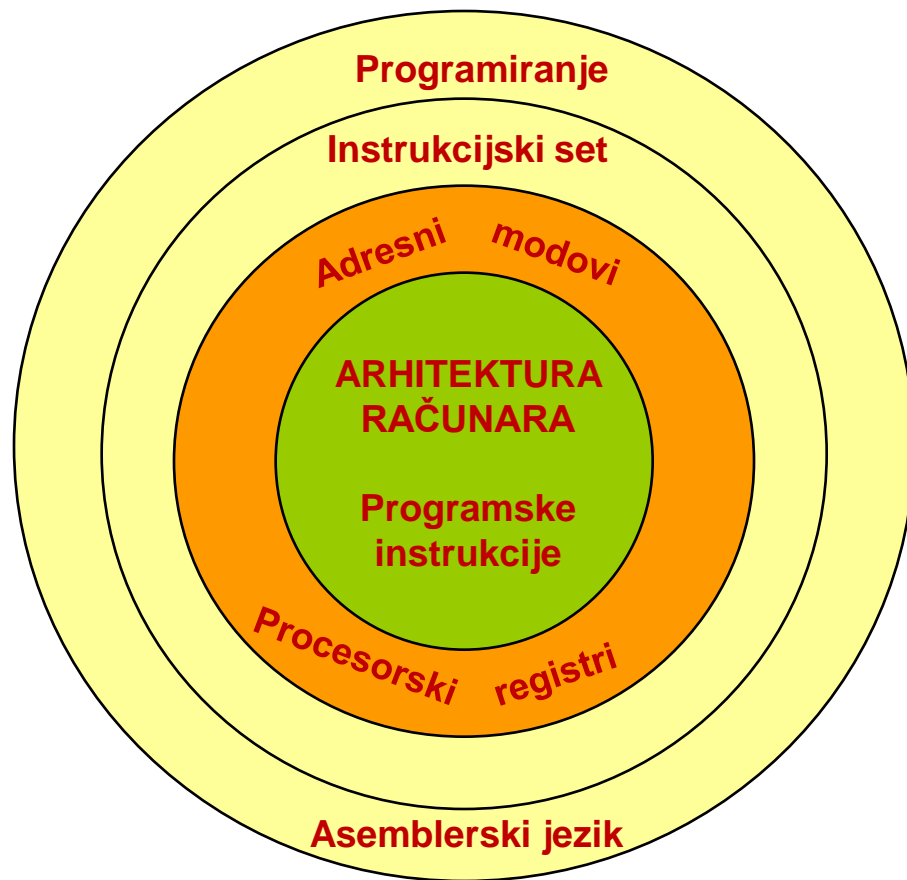 Programiranje
Instrukcijski set
Adresni modovi
ARHITEKTURA
RAČUNARA
Programske
instrukcije
Procesorski registri
Asemblerski jezik